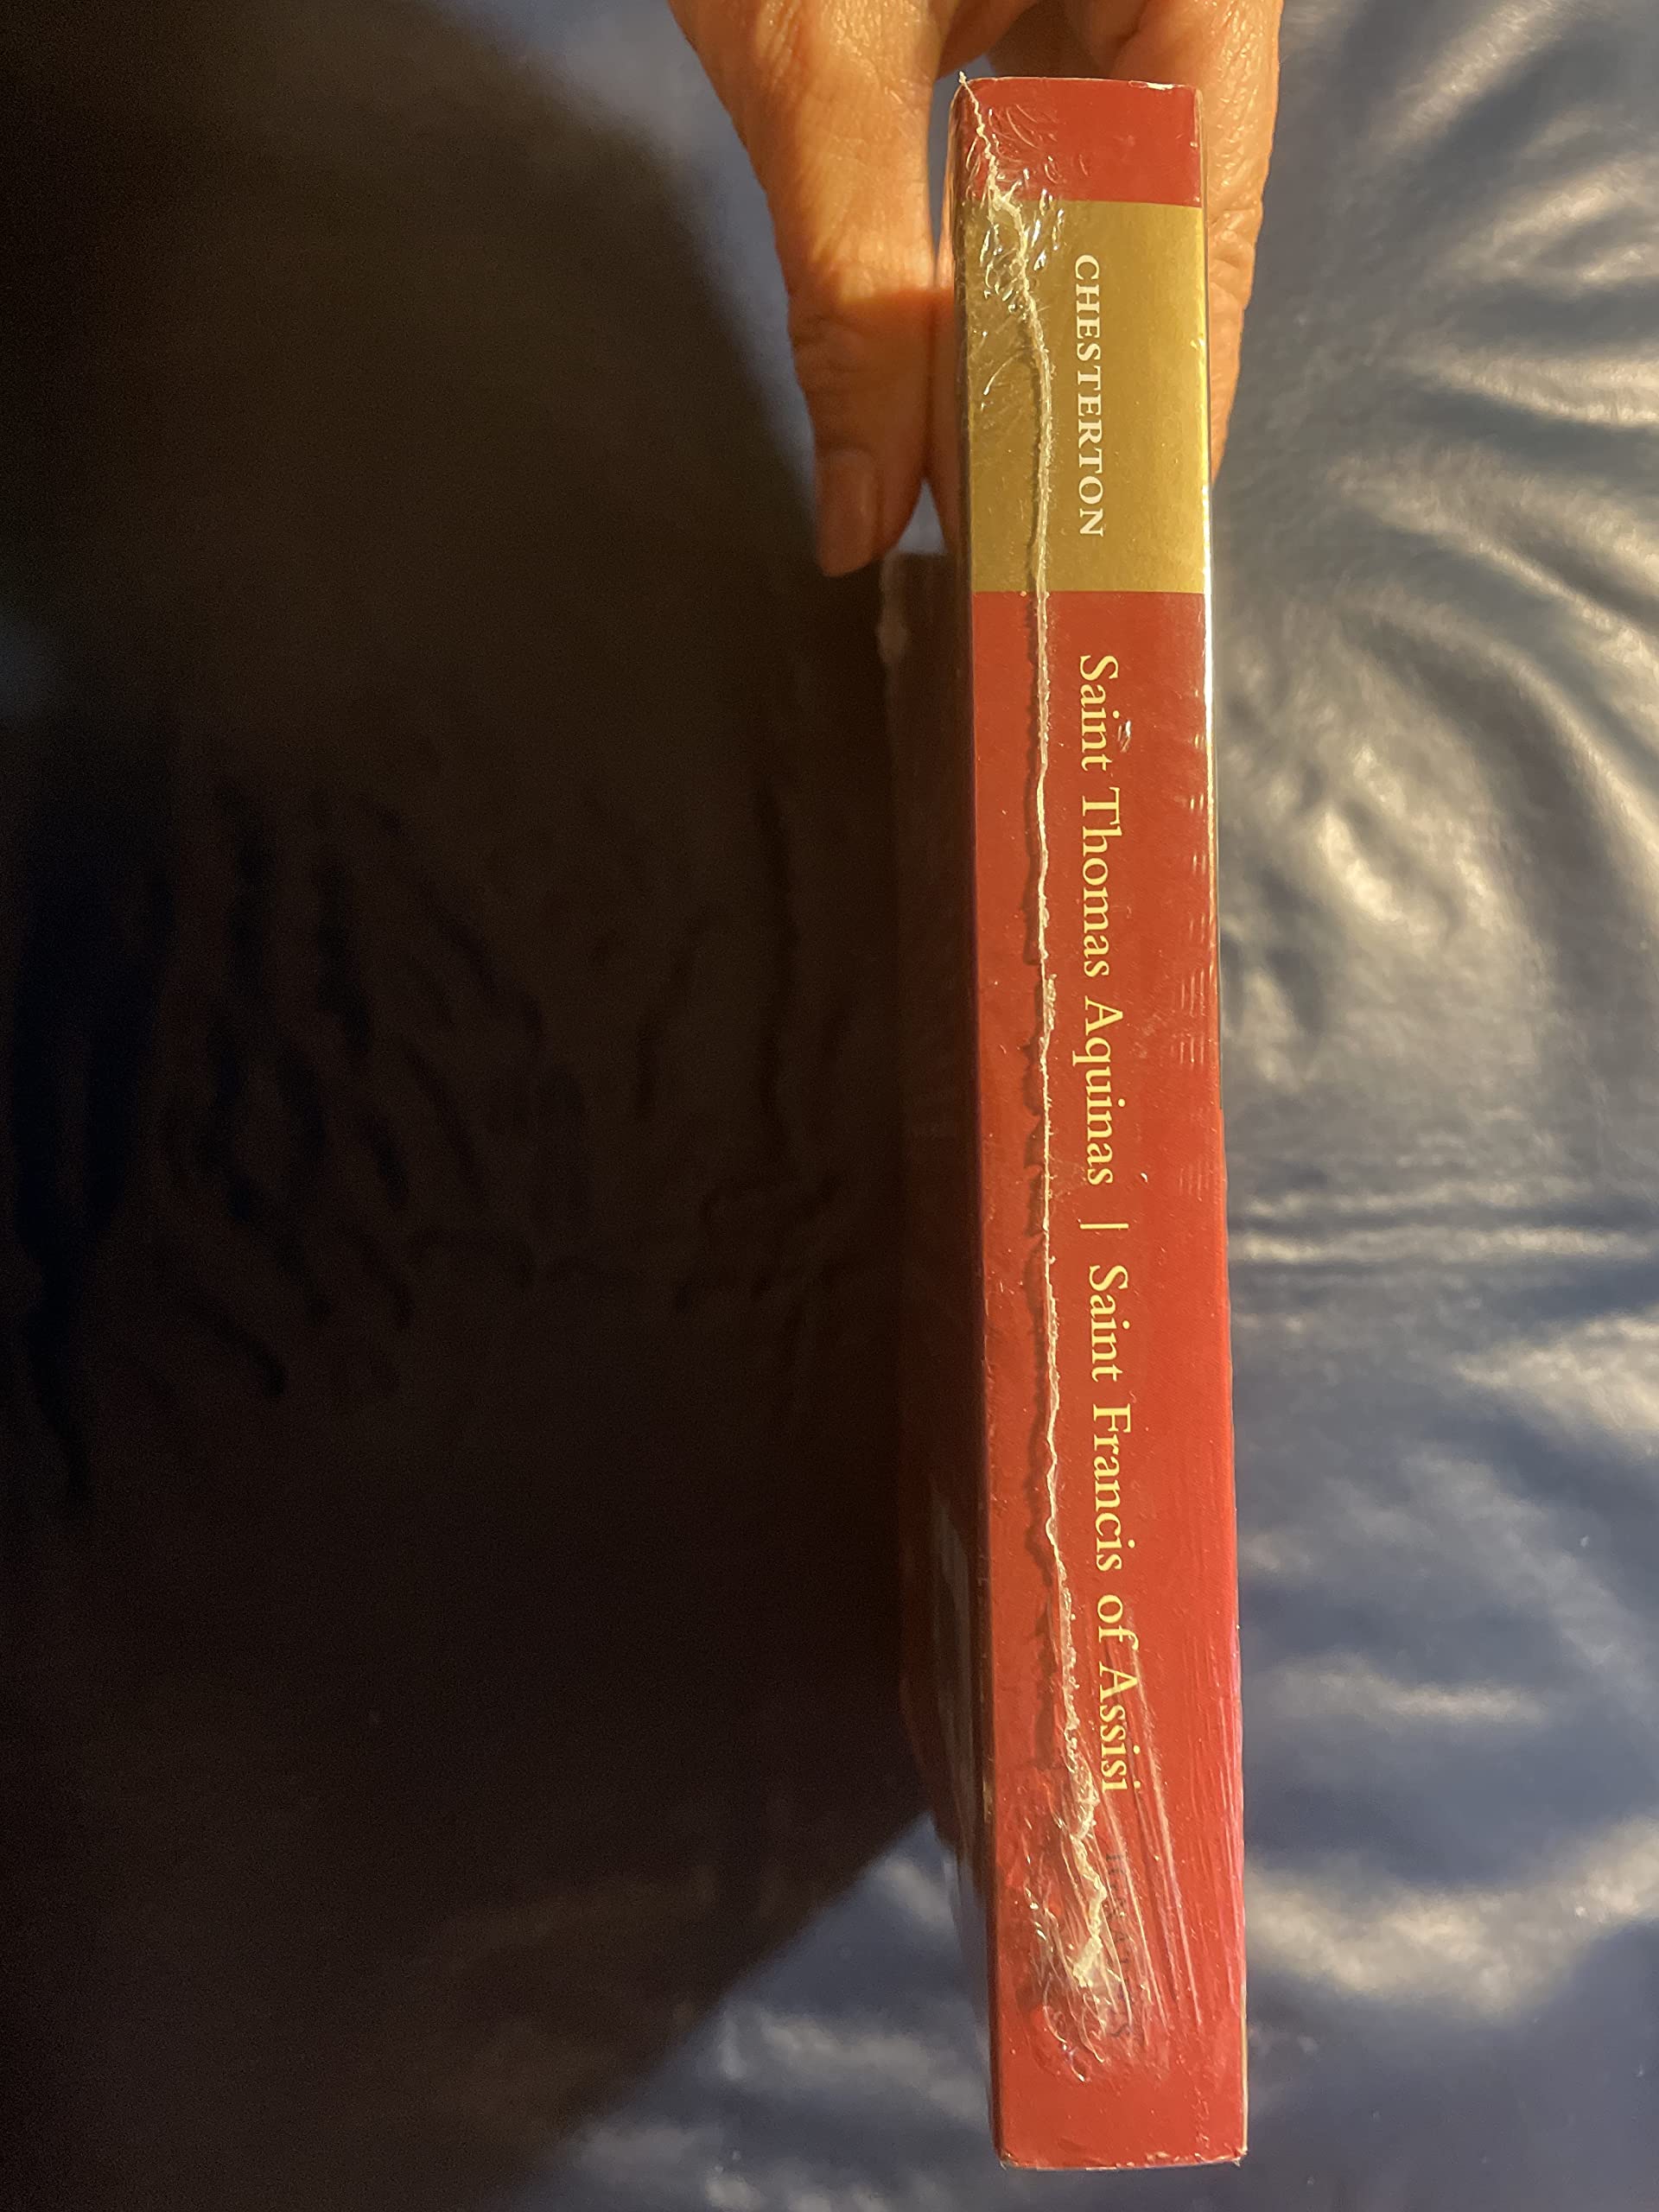 CHESTERTON
Saint Thomas Aquinas | Saint Francis of Assisi